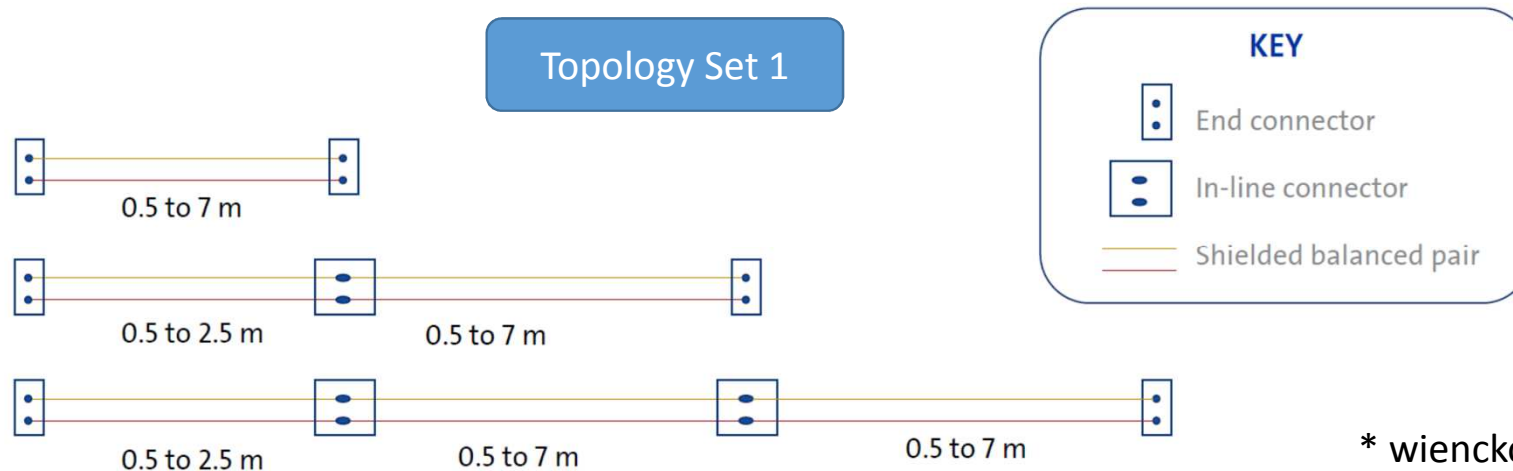 Topology Set 1
KEY
End connector
In-line connector
Shielded balanced pair
0.5 to 7 m
0.5 to 2.5 m
0.5 to 7 m
0.5 to 2.5 m
0.5 to 7 m
0.5 to 7 m
*